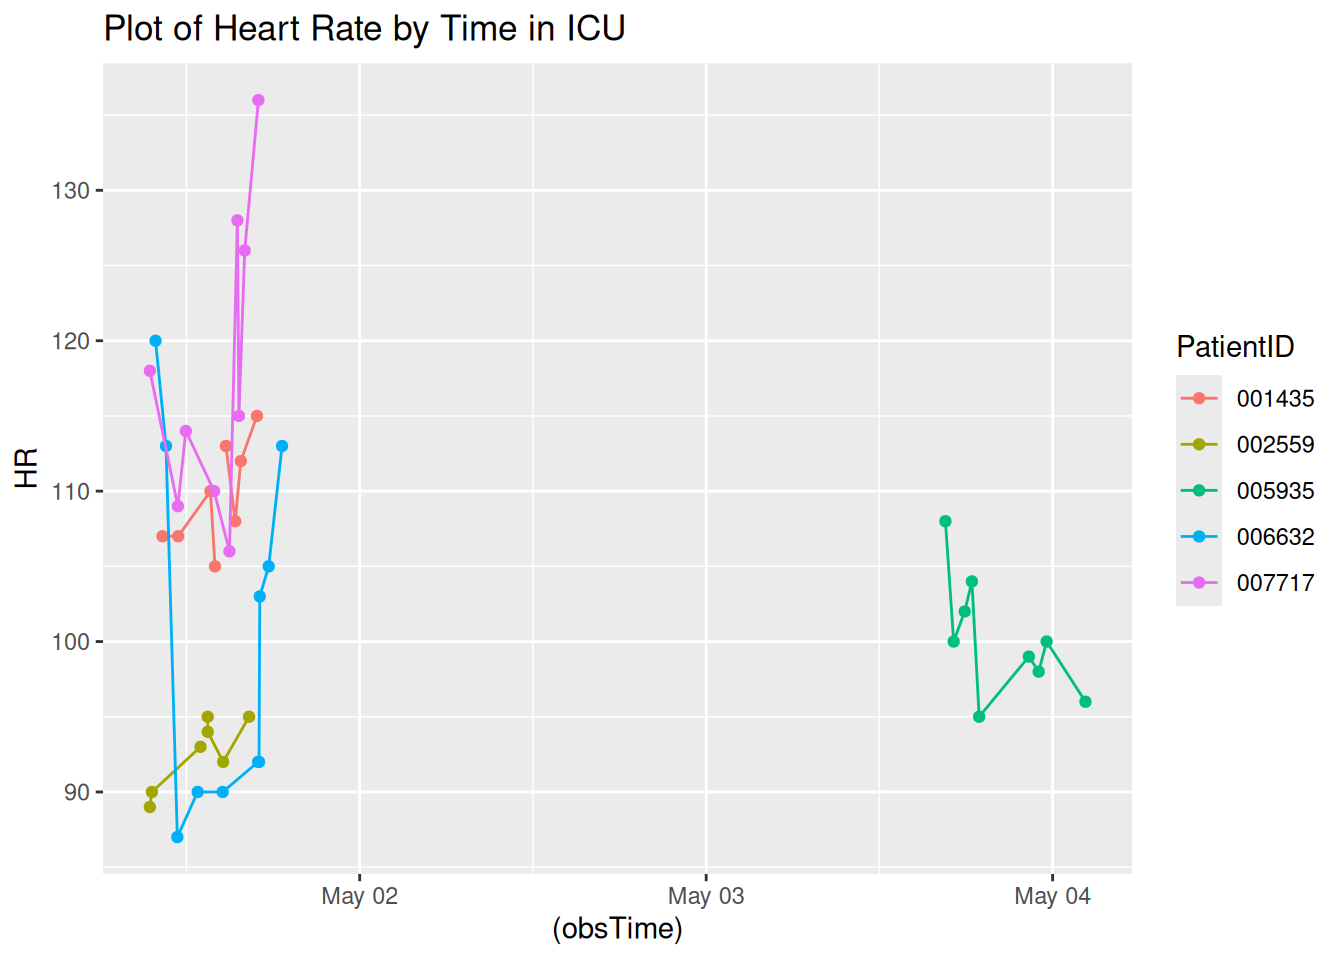 Plot of Heart Rate by Time in ICU
130
120
110
100
90
HR
May 02
May 03
May 04
(obsTime)
PatientID
001435
002559
005935
006632
007717